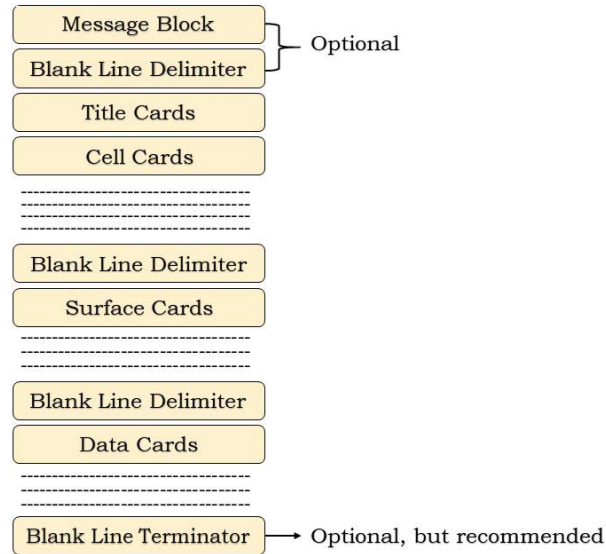 Message Block
Optional
Blank Line Delimiter
Title Cards
Cell Cards
Blank Line Delimiter
Surface Cards
Blank Line Delimiter
Data Cards
Blank Line Terminator
Optional, but recommended